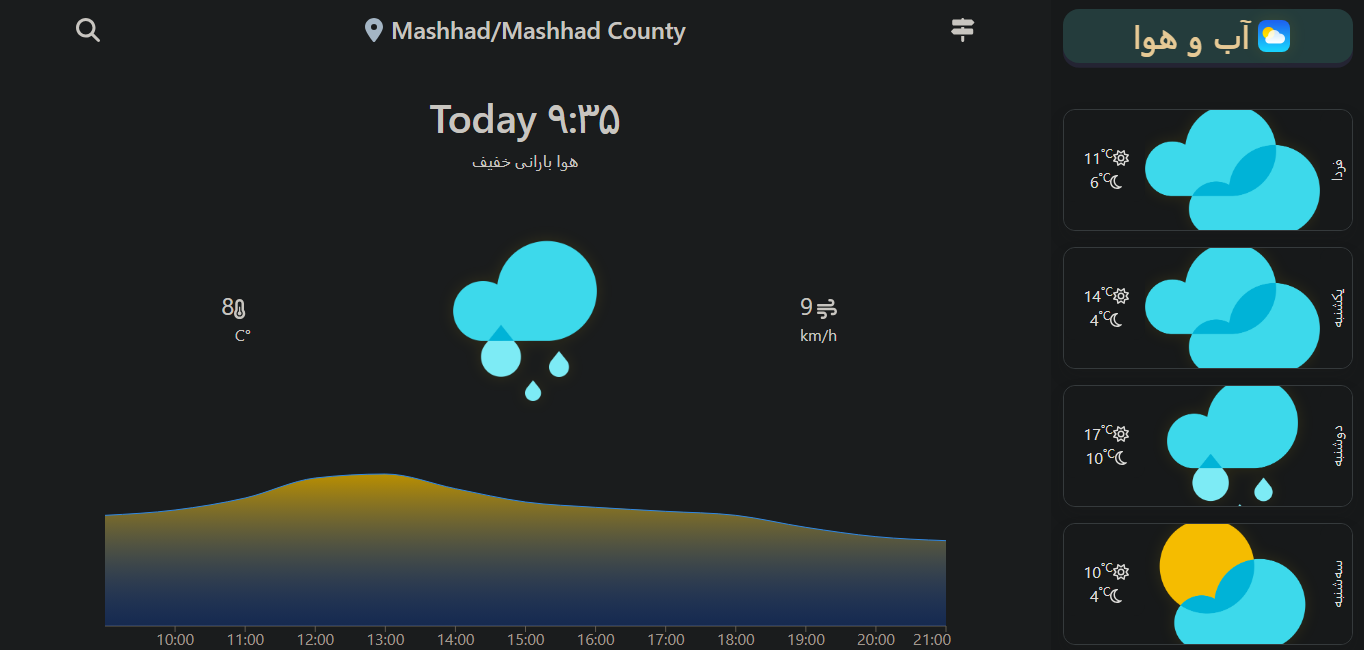 Mashhad/Mashhad County
Today ۹:۳۵
هوا بارانی خفیف
8
C°
9
km/h
10:00 11:00 12:00 13:00 14:00 15:00 16:00 17:00 18:00 19:00 20:00 21:00
آب و هوا
فردا
11°C
6°C
یکشنبه
14°C
4°C
دوشنبه
17°C
10°C
سه‌شنبه
10°C
4°C